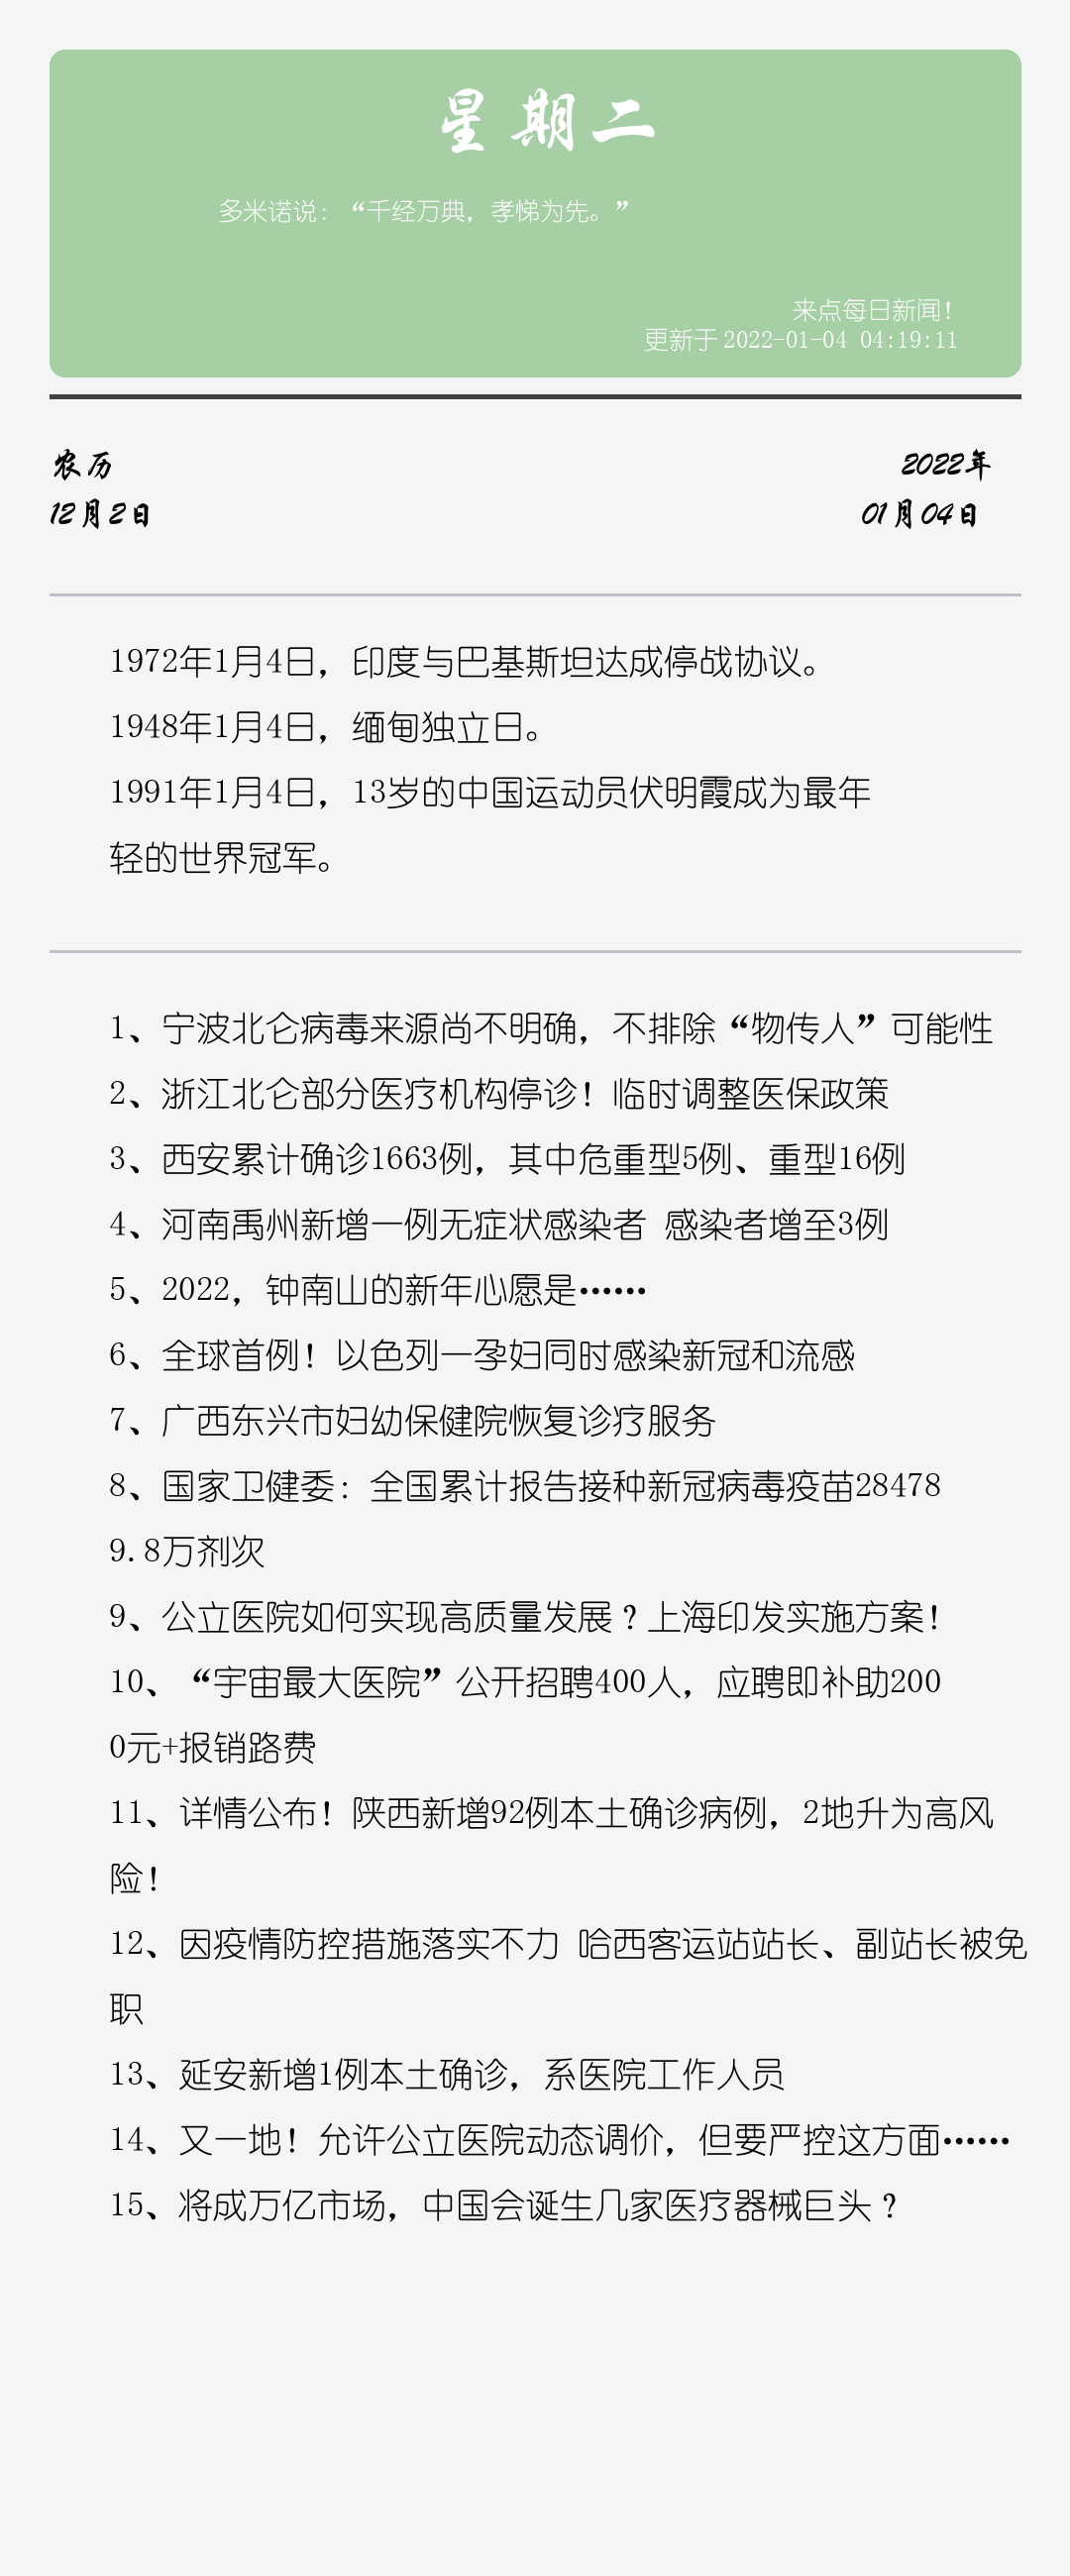 星期二
多米诺说：“千经万典，孝悌为先。”
来点每日新闻！
更新于 2022-01-04 04:19:11
农历
2022年
12月2日
01月04日
1972年1月4日，印度与巴基斯坦达成停战协议。
1948年1月4日，缅甸独立日。
1991年1月4日，13岁的中国运动员伏明霞成为最年
轻的世界冠军。
1、宁波北仑病毒来源尚不明确，不排除“物传人”可能性
2、浙江北仑部分医疗机构停诊！临时调整医保政策
3、西安累计确诊1663例，其中危重型5例、重型16例
4、河南禹州新增一例无症状感染者 感染者增至3例
5、2022，钟南山的新年心愿是……
6、全球首例！以色列一孕妇同时感染新冠和流感
7、广西东兴市妇幼保健院恢复诊疗服务
8、国家卫健委：全国累计报告接种新冠病毒疫苗28478
9.8万剂次
9、公立医院如何实现高质量发展？上海印发实施方案！
10、“宇宙最大医院”公开招聘400人，应聘即补助200
0元+报销路费
11、详情公布！陕西新增92例本土确诊病例，2地升为高风
险！
12、因疫情防控措施落实不力 哈西客运站站长、副站长被免
职
13、延安新增1例本土确诊，系医院工作人员
14、又一地！允许公立医院动态调价，但要严控这方面……
15、将成万亿市场，中国会诞生几家医疗器械巨头？